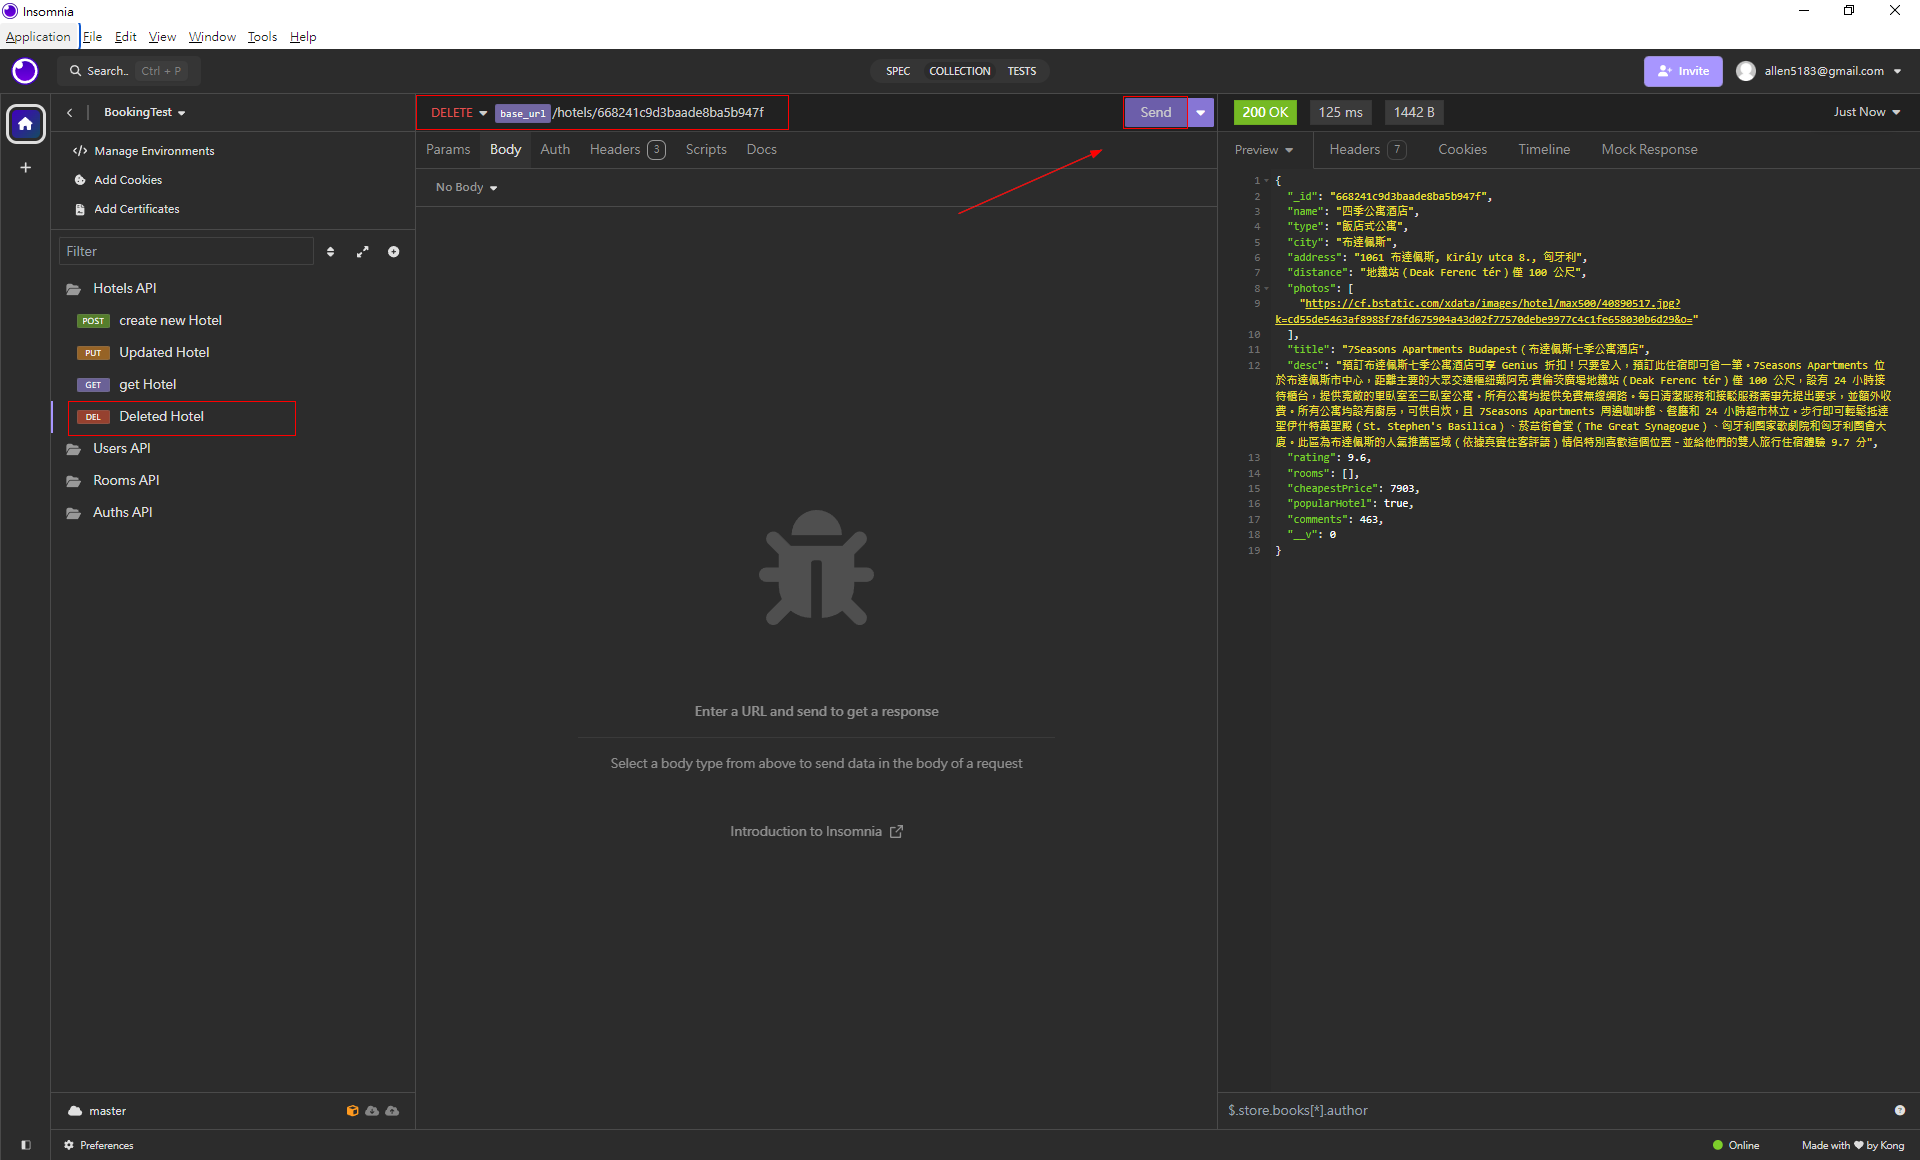 Insomnia
Application File Edit View Window Tools Help
Search.. Ctrl + P
SPEC COLLECTION TESTS
Invite allen5183@gmail.com
BookingTest
DELETE base_url /hotels/668241c9d3baade8ba5b947f Send
200 OK 125 ms 1442 B Just Now
Manage Environments
Add Cookies
Add Certificates
Params Body Auth Headers 3 Scripts Docs
No Body
Preview Headers 7 Cookies Timeline Mock Response
Filter
Hotels API
POST create new Hotel
PUT Updated Hotel
GET get Hotel
DEL Deleted Hotel
Users API
Rooms API
Auths API
Enter a URL and send to get a response
Select a body type from above to send data in the body of a request
Introduction to Insomnia
1 {
2 "_id": "668241c9d3baade8ba5b947f",
3 "name": "四季公寓酒店",
4 "type": "飯店式公寓",
5 "city": "布達佩斯",
6 "address": "1061 布達佩斯, Király utca 8., 匈牙利",
7 "distance": "地鐵站（Deak Ferenc tér）僅 100 公尺",
8 "photos": [
9 "https://cf.bstatic.com/xdata/images/hotel/max500/40890517.jpg?
k=cd55de5463af8988f78fd675904a43d02f77570debe9977c4c1fe658030b6d29&o="
10 ],
11 "title": "7Seasons Apartments Budapest（布達佩斯七季公寓酒店",
12 "desc": "預訂布達佩斯七季公寓酒店可享 Genius 折扣！只要登入，預訂此住宿即可省一筆。7Seasons Apartments 位
於布達佩斯市中心，距離主要的大眾交通樞紐戴阿克·費倫茨廣場地鐵站（Deak Ferenc tér）僅 100 公尺，設有 24 小時接
待櫃台，提供寬敞的單臥室至三臥室公寓。所有公寓均提供免費無線網路。每日清潔服務和接駁服務需事先提出要求，並額外收
費。所有公寓均設有廚房，可供自炊，且 7Seasons Apartments 周邊咖啡館、餐廳和 24 小時超市林立。步行即可輕鬆抵達
聖伊什特萬聖殿（St. Stephen's Basilica）、菸草街會堂（The Great Synagogue）、匈牙利國家歌劇院和匈牙利國會大
廈。此區為布達佩斯的人氣推薦區域（依據真實住客評語）情侶特別喜歡這個位置 - 並給他們的雙人旅行住宿體驗 9.7 分",
13 "rating": 9.6,
14 "rooms": [],
15 "cheapestPrice": 7903,
16 "popularHotel": true,
17 "comments": 463,
18 "__v": 0
19 }
master
$.store.books[*].author
Preferences
Online Made with ♥ by Kong